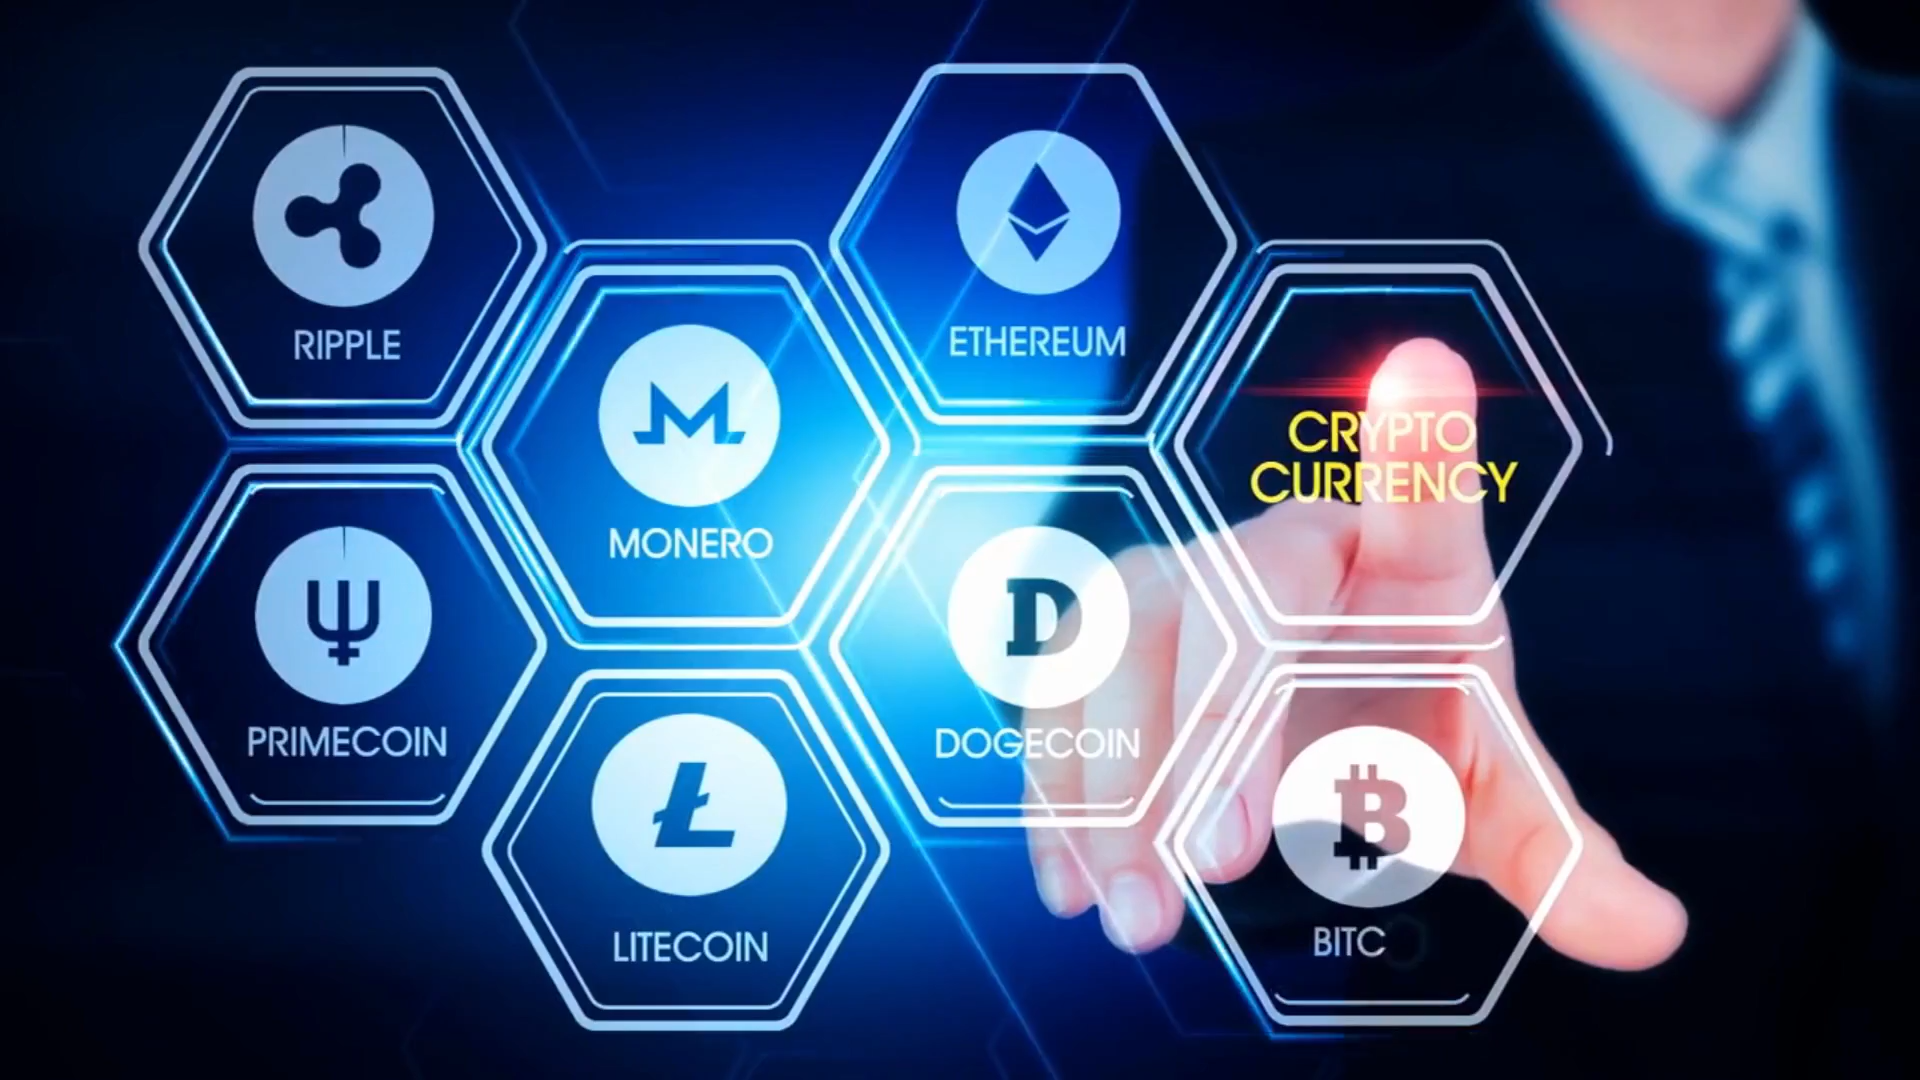 RIPPLE
ETHEREUM
CRYPTO
CURRENCY
MONERO
PRIMECOIN
D
DOGECOIN
LITECOIN
BITC